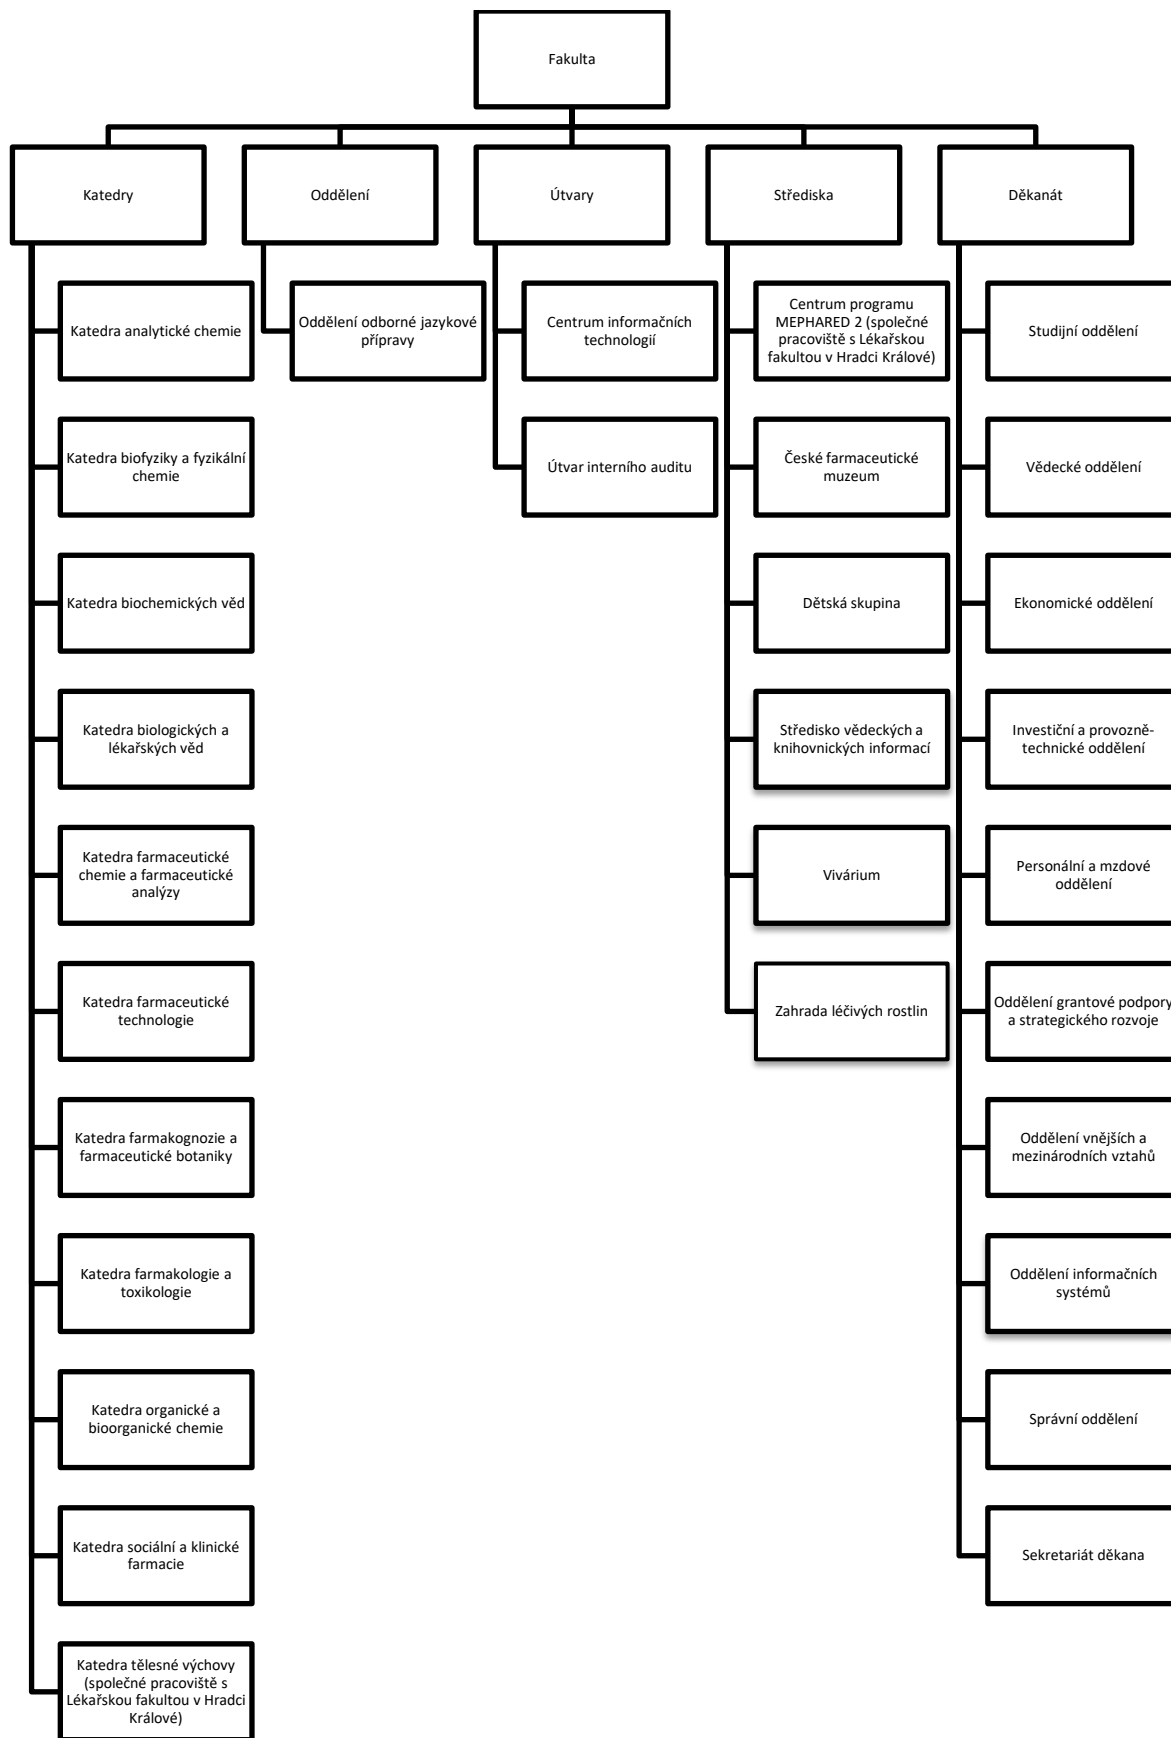 Fakulta
Katedry
Oddělení
Útvary
Střediska
Děkanát
Katedra analytické chemie
Katedra biofyziky a fyzikální
chemie
Katedra biochemických věd
Katedra biologických a
lékařských věd
Katedra farmaceutické
chemie a farmaceutické
analýzy
Katedra farmaceutické
technologie
Katedra farmakognozie a
farmaceutické botaniky
Katedra farmakologie a
toxikologie
Katedra organické a
bioorganické chemie
Katedra sociální a klinické
farmacie
Katedra tělesné výchovy
(společné pracoviště s
Lékařskou fakultou v Hradci
Králové)
Oddělení odborné jazykové
přípravy
Centrum informačních
technologií
Útvar interního auditu
Centrum programu
MEPHARED 2 (společné
pracoviště s Lékařskou
fakultou v Hradci Králové)
České farmaceutické
muzeum
Dětská skupina
Středisko vědeckých a
knihovnických informací
Vivárium
Zahrada léčivých rostlin
Studijní oddělení
Vědecké oddělení
Ekonomické oddělení
Investiční a provozně-
technické oddělení
Personální a mzdové
oddělení
Oddělení grantové podpory
a strategického rozvoje
Oddělení vnějších a
mezinárodních vztahů
Oddělení informačních
systémů
Správní oddělení
Sekretariát děkana